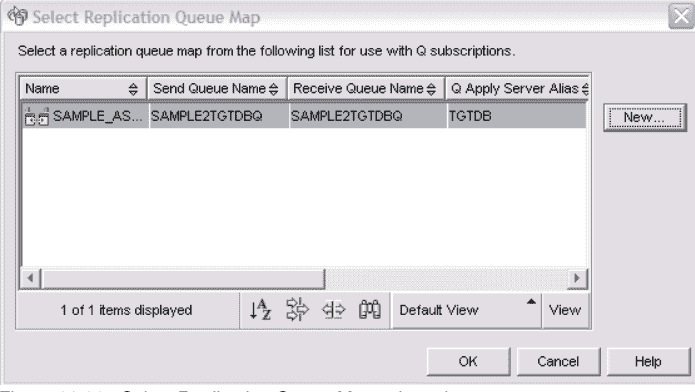 Select Replication Queue Map
Select a replication queue map from the following list for use with Q subscriptions.
Name Send Queue Name Receive Queue Name Q Apply Server Alias
SAMPLE_AS... SAMPLE2TGTDBQ SAMPLE2TGTDBQ TGTDB
New...
1 of 1 items displayed Default View View
OK Cancel Help